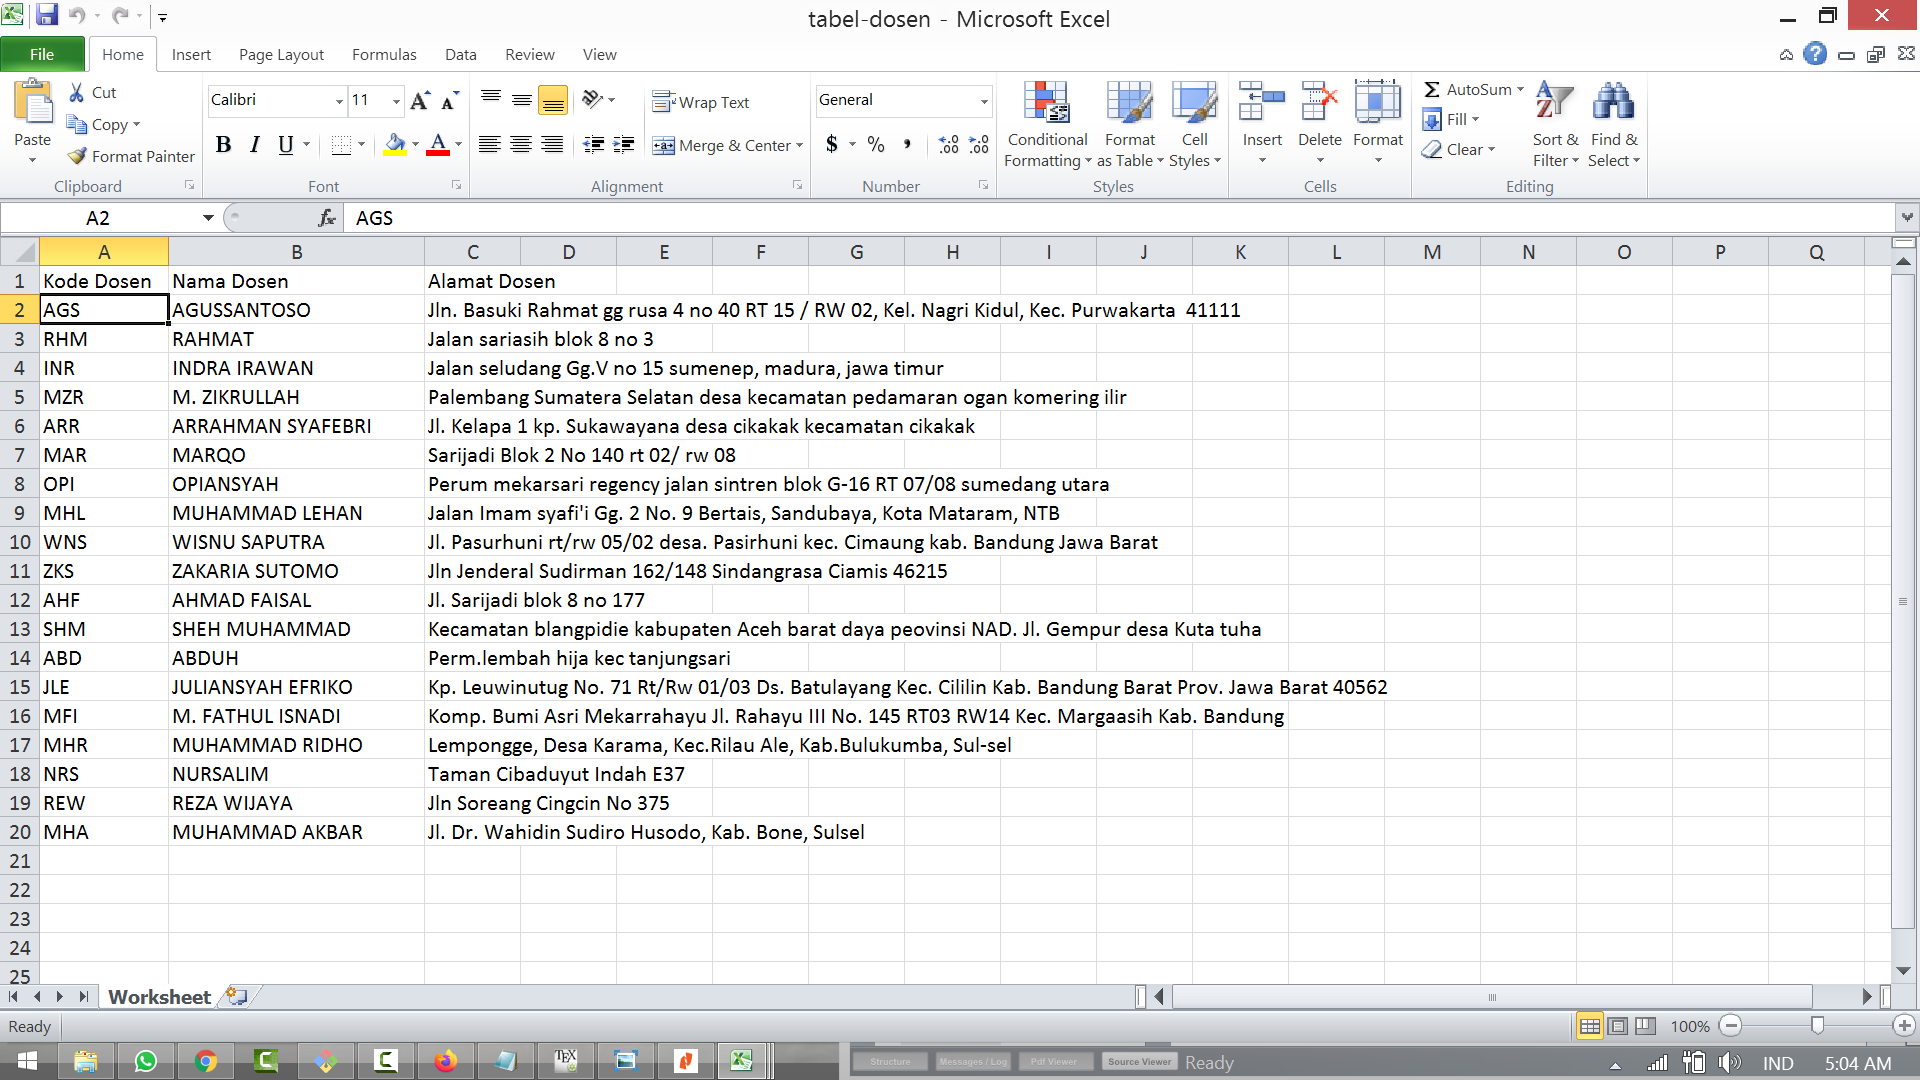 tabel-dosen - Microsoft Excel
File Home Insert Page Layout Formulas Data Review View
Paste
Cut
Copy
Format Painter
Clipboard
Calibri 11
B I U
Font
Wrap Text
Merge & Center
Alignment
General
$ % ,
Number
Conditional Formatting
Format as Table
Cell Styles
Styles
Insert Delete Format
Cells
AutoSum
Fill
Clear
Sort & Filter
Find & Select
Editing
A2 fx AGS
A B C D E F G H I J K L M N O P Q
1 Kode Dosen Nama Dosen Alamat Dosen
2 AGS AGUSSANTOSO Jln. Basuki Rahmat gg rusa 4 no 40 RT 15 / RW 02, Kel. Nagri Kidul, Kec. Purwakarta  41111
3 RHM RAHMAT Jalan sariasih blok 8 no 3
4 INR INDRA IRAWAN Jalan seludang Gg.V no 15 sumenep, madura, jawa timur
5 MZR M. ZIKRULLAH Palembang Sumatera Selatan desa kecamatan pedamaran ogan komering ilir
6 ARR ARRAHMAN SYAFEBRI Jl. Kelapa 1 kp. Sukawayana desa cikakak kecamatan cikakak
7 MAR MARQO Sarijadi Blok 2 No 140 rt 02/ rw 08
8 OPI OPIANSYAH Perum mekarsari regency jalan sintren blok G-16 RT 07/08 sumedang utara
9 MHL MUHAMMAD LEHAN Jalan Imam syafi'i Gg. 2 No. 9 Bertais, Sandubaya, Kota Mataram, NTB
10 WNS WISNU SAPUTRA Jl. Pasurhuni rt/rw 05/02 desa. Pasirhuni kec. Cimaung kab. Bandung Jawa Barat
11 ZKS ZAKARIA SUTOMO Jln Jenderal Sudirman 162/148 Sindangrasa Ciamis 46215
12 AHF AHMAD FAISAL Jl. Sarijadi blok 8 no 177
13 SHM SHEH MUHAMMAD Kecamatan blangpidie kabupaten Aceh barat daya peovinsi NAD. Jl. Gempur desa Kuta tuha
14 ABD ABDUH Perm.lembah hija kec tanjungsari
15 JLE JULIANSYAH EFRIKO Kp. Leuwinutug No. 71 Rt/Rw 01/03 Ds. Batulayang Kec. Cililin Kab. Bandung Barat Prov. Jawa Barat 40562
16 MFI M. FATHUL ISNADI Komp. Bumi Asri Mekarrahayu Jl. Rahayu III No. 145 RT03 RW14 Kec. Margaasih Kab. Bandung
17 MHR MUHAMMAD RIDHO Lempongge, Desa Karama, Kec.Rilau Ale, Kab.Bulukumba, Sul-sel
18 NRS NURSALIM Taman Cibaduyut Indah E37
19 REW REZA WIJAYA Jln Soreang Cingcin No 375
20 MHA MUHAMMAD AKBAR Jl. Dr. Wahidin Sudiro Husodo, Kab. Bone, Sulsel
21
22
23
24
25
Worksheet
Ready 100%
Structure Messages / Log Pdf Viewer Source Viewer Ready IND 5:04 AM